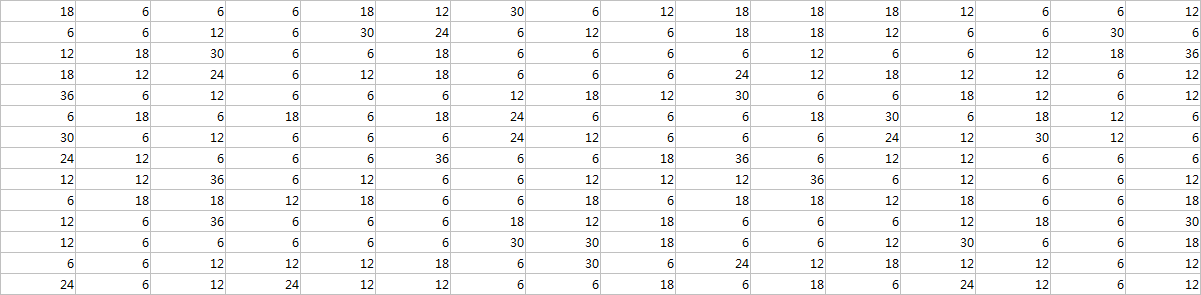 18 6 6 6 18 12 30 6 12 18 18 18 12 6 6 12
6 6 12 6 30 24 6 12 6 18 18 12 6 6 30 6
12 18 30 6 6 18 6 6 6 6 12 6 6 12 18 36
18 12 24 6 12 18 6 6 6 24 12 18 12 12 6 12
36 6 12 6 6 6 12 18 12 30 6 6 18 12 6 12
6 18 6 18 6 18 24 6 6 6 18 30 6 18 12 6
30 6 12 6 6 6 24 12 6 6 6 24 12 30 12 6
24 12 6 6 6 36 6 6 18 36 6 12 12 6 6 6
12 12 36 6 12 6 6 12 12 12 36 6 12 6 6 12
6 18 18 12 18 6 6 18 6 18 18 12 18 6 6 18
12 6 36 6 6 6 18 12 18 6 6 6 12 18 6 30
12 6 6 6 6 6 30 30 18 6 6 12 30 6 6 18
6 6 12 12 12 18 6 30 6 24 12 18 12 12 6 12
24 6 12 24 12 12 6 6 18 6 18 6 24 12 6 12